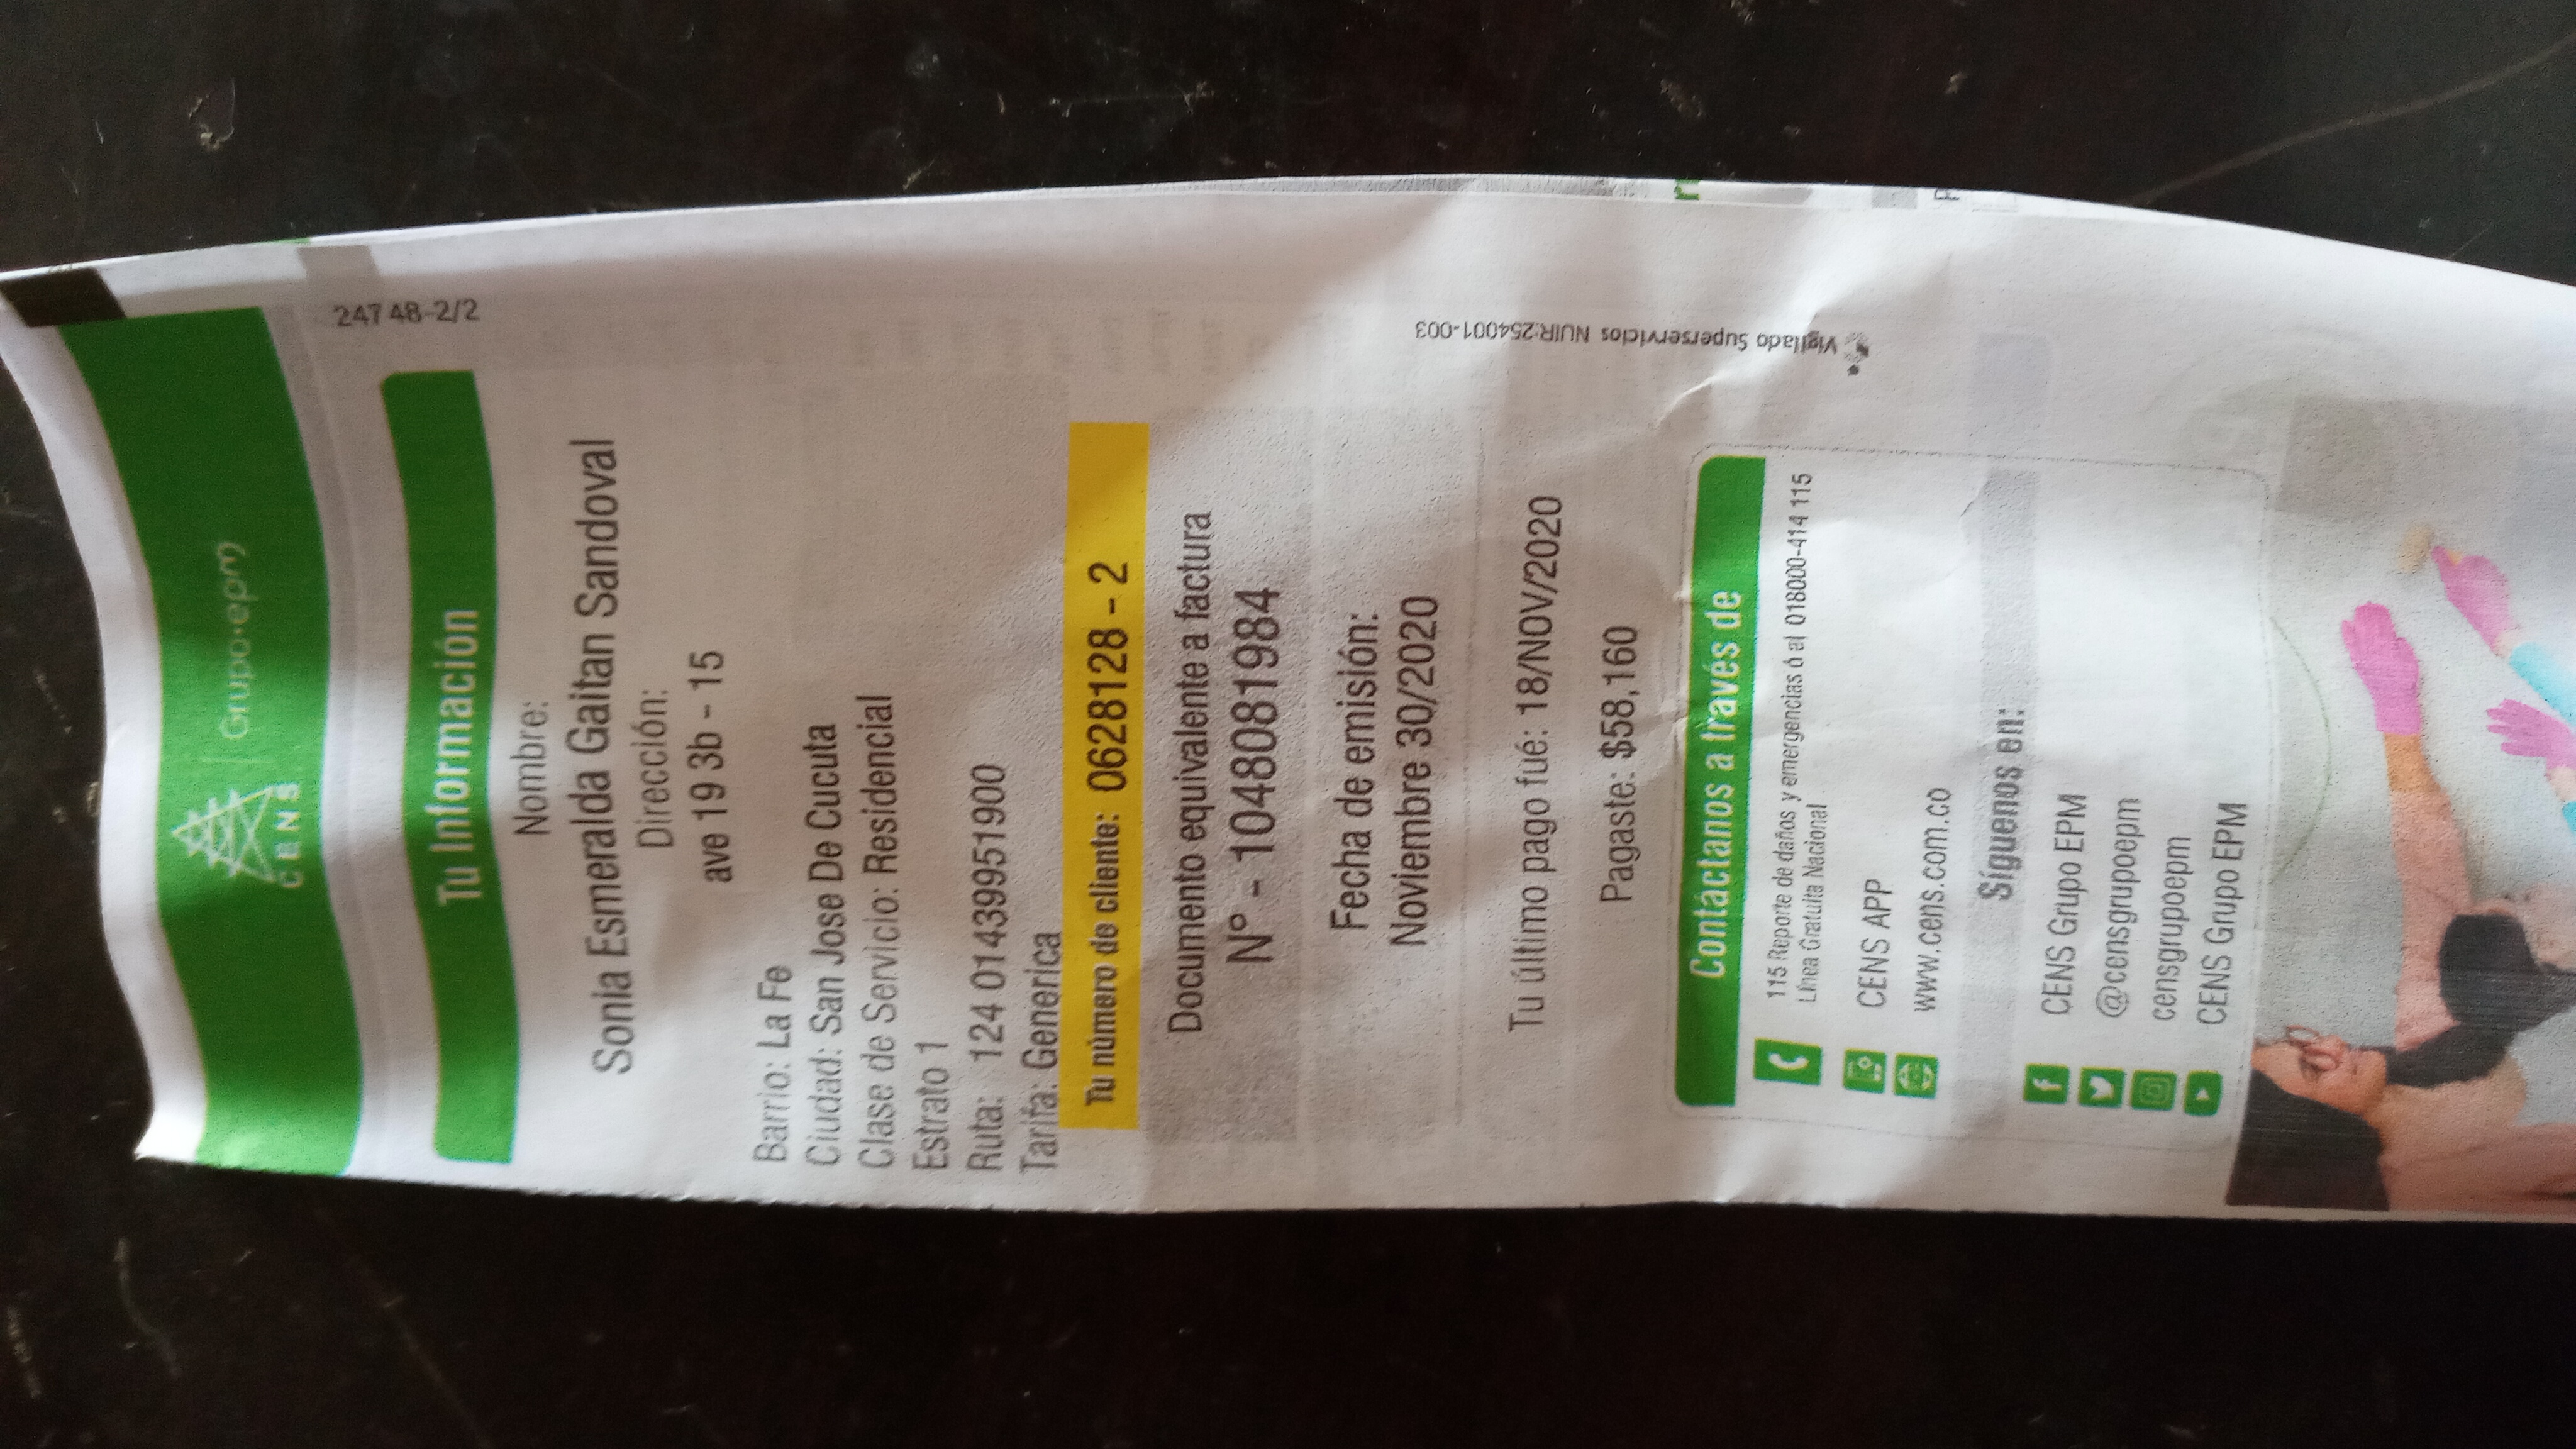 CENS
Grupo·epm
247 48-2/2
Tu Información
Nombre:
Sonia Esmeralda Gaitan Sandoval
Dirección:
ave 19 3b - 15
Barrio: La Fe
Ciudad: San Jose De Cucuta
Clase de Servicio: Residencial
Estrato 1
Ruta: 124 01439951900
Tarifa: Generica
Tu número de cliente: 0628128 - 2
Documento equivalente a factura
N° - 1048081984
Fecha de emisión:
Noviembre 30/2020
Tu último pago fué: 18/NOV/2020
Pagaste: $58,160
Vigilado Superservicios NUIR:254001-003
Contáctanos a través de
115 Reporte de daños y emergencias ó al 018000-414 115
Línea Gratuita Nacional
CENS APP
www.cens.com.co
Síguenos en:
CENS Grupo EPM
@censgrupoepm
censgrupoepm
CENS Grupo EPM